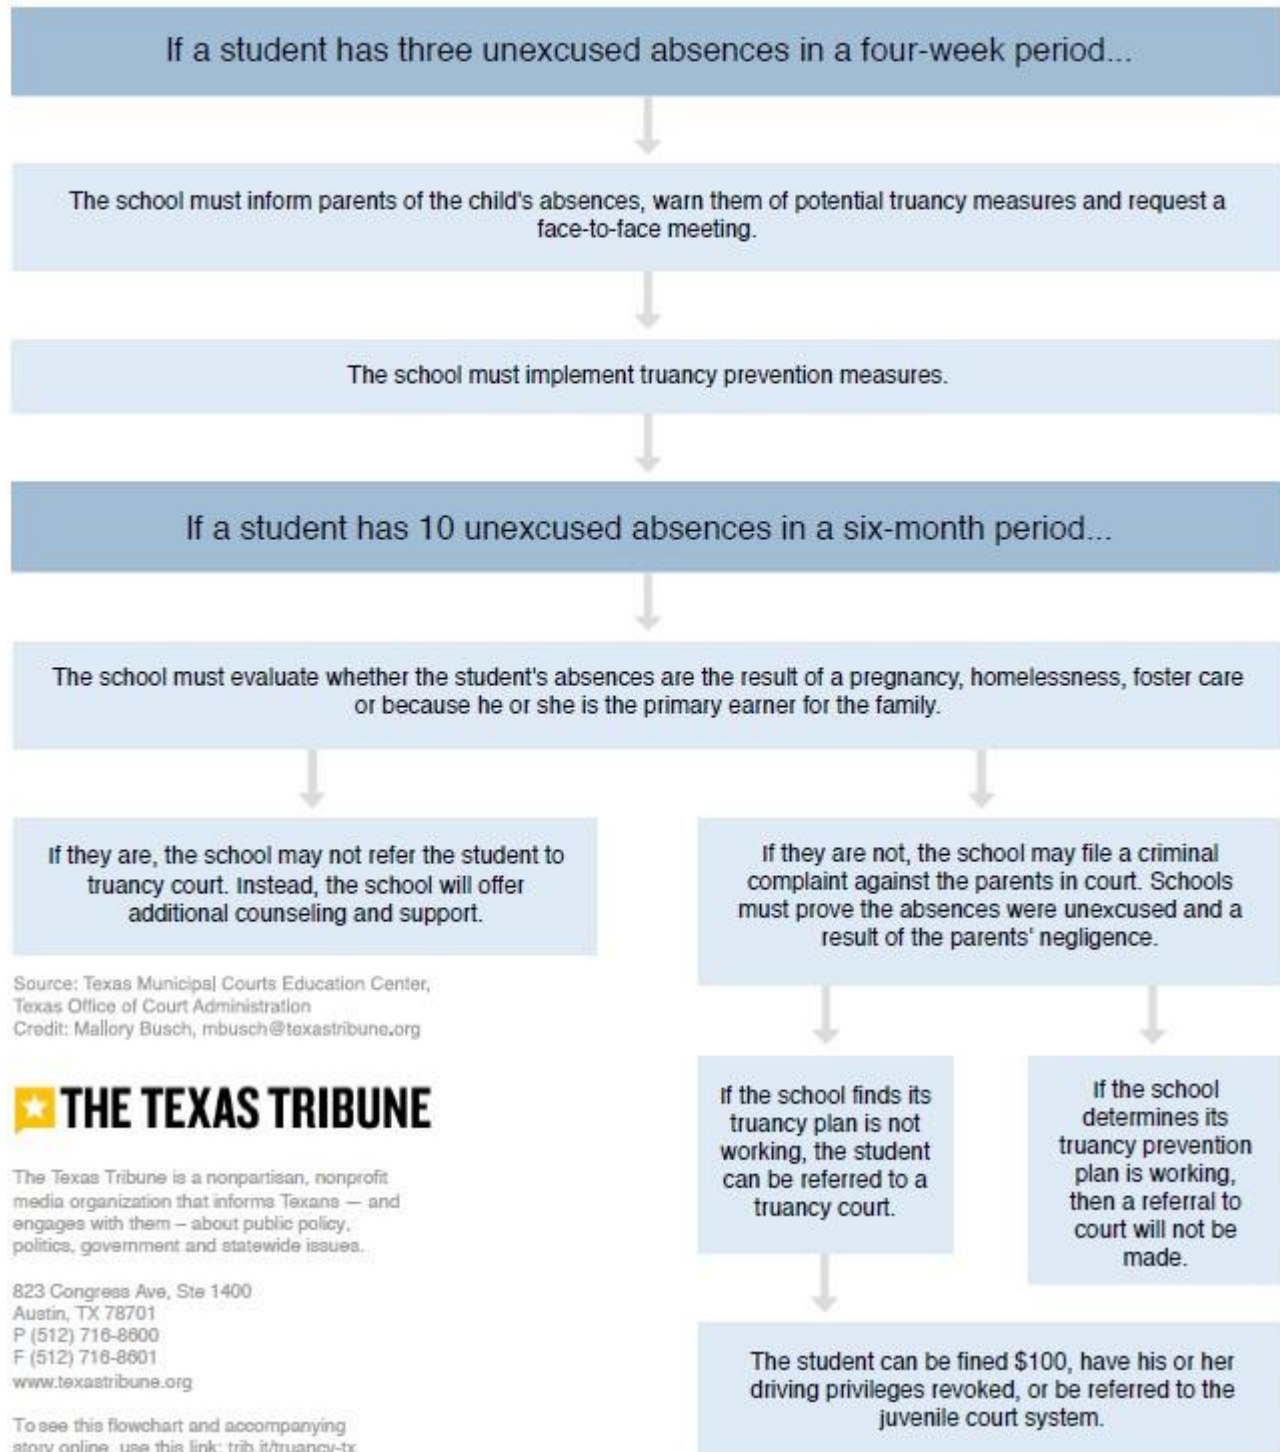 If a student has three unexcused absences in a four-week period...
The school must inform parents of the child's absences, warn them of potential truancy measures and request a
face-to-face meeting.
The school must implement truancy prevention measures.
If a student has 10 unexcused absences in a six-month period...
The school must evaluate whether the student's absences are the result of a pregnancy, homelessness, foster care
or because he or she is the primary earner for the family.
If they are, the school may not refer the student to
truancy court. Instead, the school will offer
additional counseling and support.
If they are not, the school may file a criminal
complaint against the parents in court. Schools
must prove the absences were unexcused and a
result of the parents' negligence.
If the school finds its
truancy plan is not
working, the student
can be referred to a
truancy court.
If the school
determines its
truancy prevention
plan is working,
then a referral to
court will not be
made.
The student can be fined $100, have his or her
driving privileges revoked, or be referred to the
juvenile court system.
Source: Texas Municipal Courts Education Center,
Texas Office of Court Administration
Credit: Mallory Busch, mbusch@texastribune.org
THE TEXAS TRIBUNE
The Texas Tribune is a nonpartisan, nonprofit
media organization that informs Texans — and
engages with them – about public policy,
politics, government and statewide issues.
823 Congress Ave, Ste 1400
Austin, TX 78701
P (512) 716-8600
F (512) 716-8601
www.texastribune.org
To see this flowchart and accompanying
story online, use this link: trib.it/truancy-tx